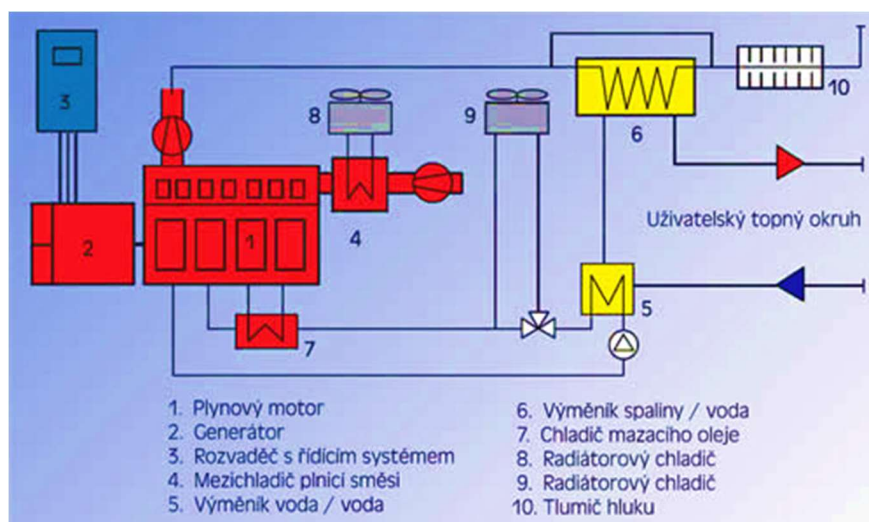 3
8
9
10
6
1
2
4
Uživatelský topný okruh
5
7
1. Plynový motor
2. Generátor
3. Rozvaděč s řídícím systémem
4. Mezichladič plnicí směsi
5. Výměník voda / voda
6. Výměník spaliny / voda
7. Chladič mazacího oleje
8. Radiátorový chladič
9. Radiátorový chladič
10. Tlumič hluku